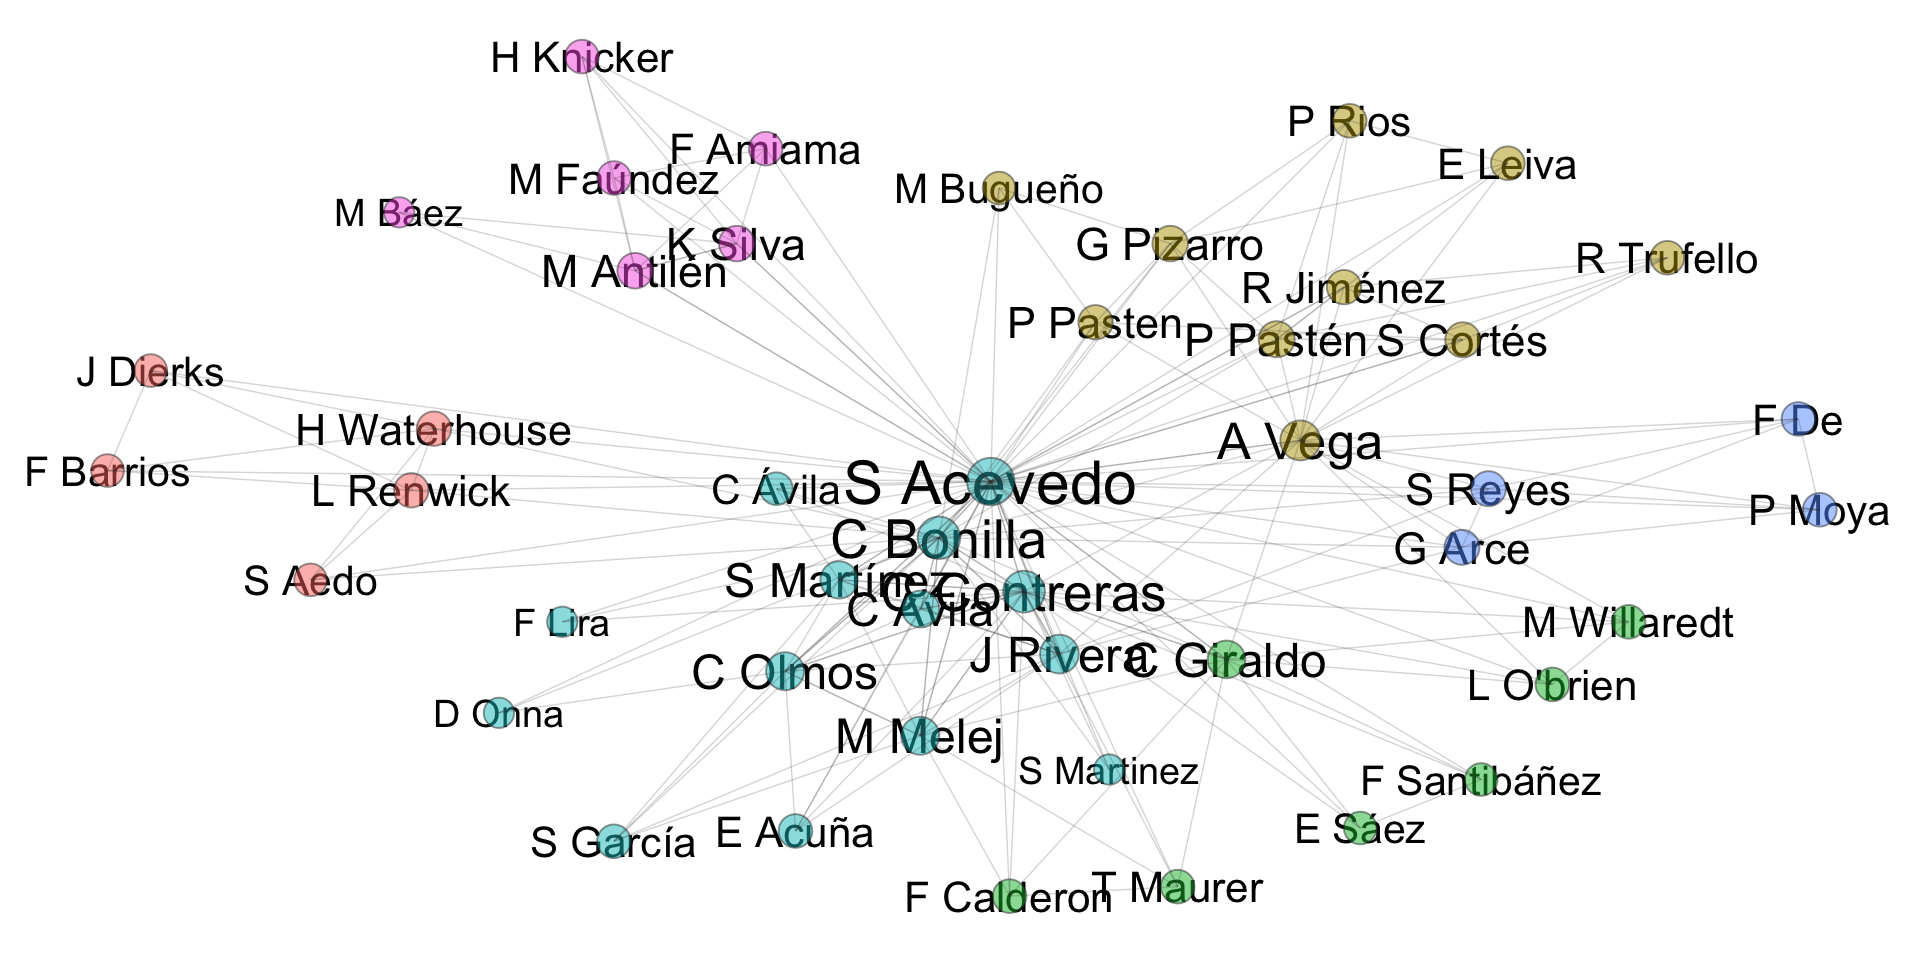 H Knicker
P Rios
F Amiama
E Leiva
M Faúndez
M Bugueño
M Báez
K Silva
G Pizarro
R Trufello
M Antilén
R Jiménez
P Pasten
P Pastén
S Cortés
J Dierks
H Waterhouse
A Vega
F De
F Barrios
L Renwick
C Ávila
S Acevedo
S Reyes
P Moya
C Bonilla
G Arce
S Aedo
S Martínez
Contreras
C Avila
F Lira
M Willaredt
J Rivera
C Giraldo
C Olmos
L O'brien
D Onna
M Melej
S Martinez
F Santibáñez
S García
E Acuña
E Sáez
F Calderon
T Maurer